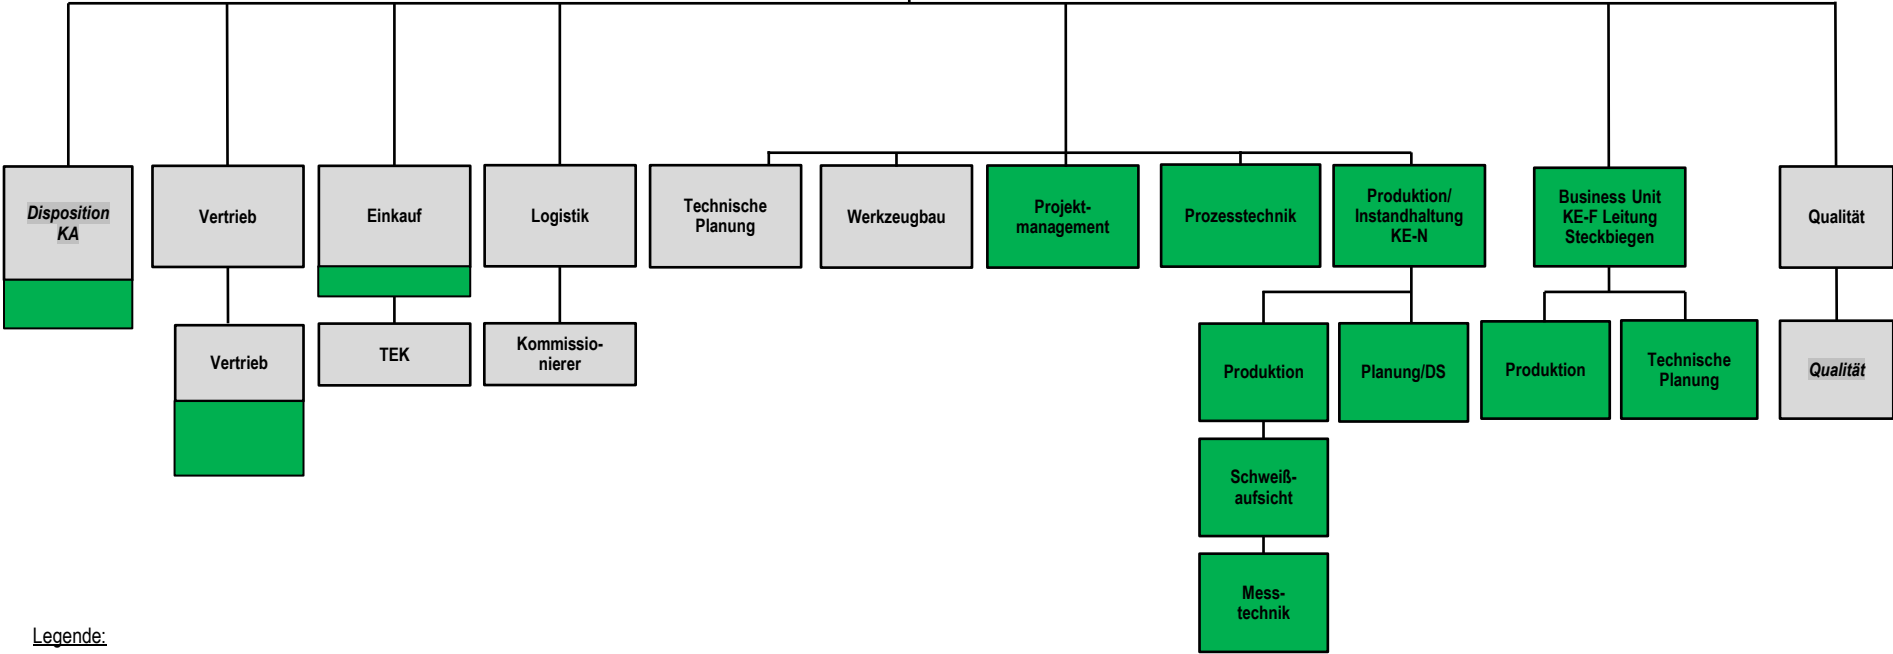 Disposition
KA
Vertrieb
Einkauf
Logistik
Technische
Planung
Werkzeugbau
Projekt-
management
Prozesstechnik
Produktion/
Instandhaltung
KE-N
Business Unit
KE-F Leitung
Steckbiegen
Qualität
Vertrieb
TEK
Kommissio-
nierer
Produktion
Planung/DS
Produktion
Technische
Planung
Qualität
Schweiß-
aufsicht
Mess-
technik
Legende: